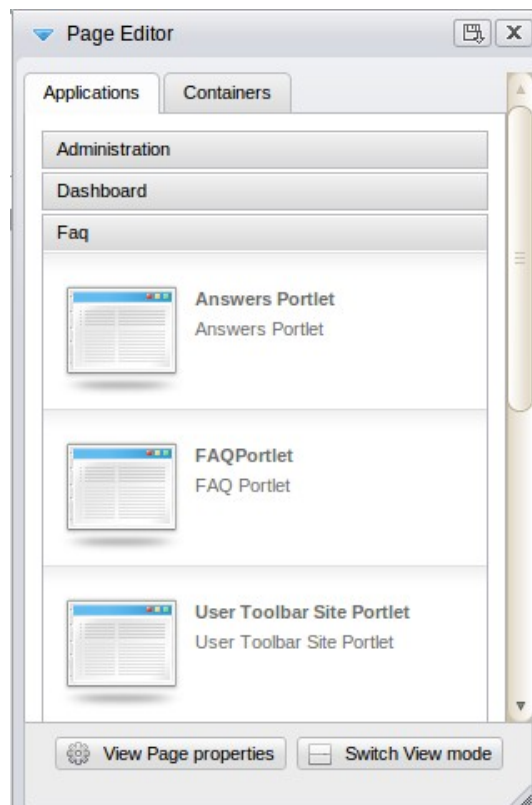 Page Editor
Applications Containers
Administration
Dashboard
Faq
Answers Portlet
Answers Portlet
FAQPortlet
FAQ Portlet
User Toolbar Site Portlet
User Toolbar Site Portlet
View Page properties Switch View mode